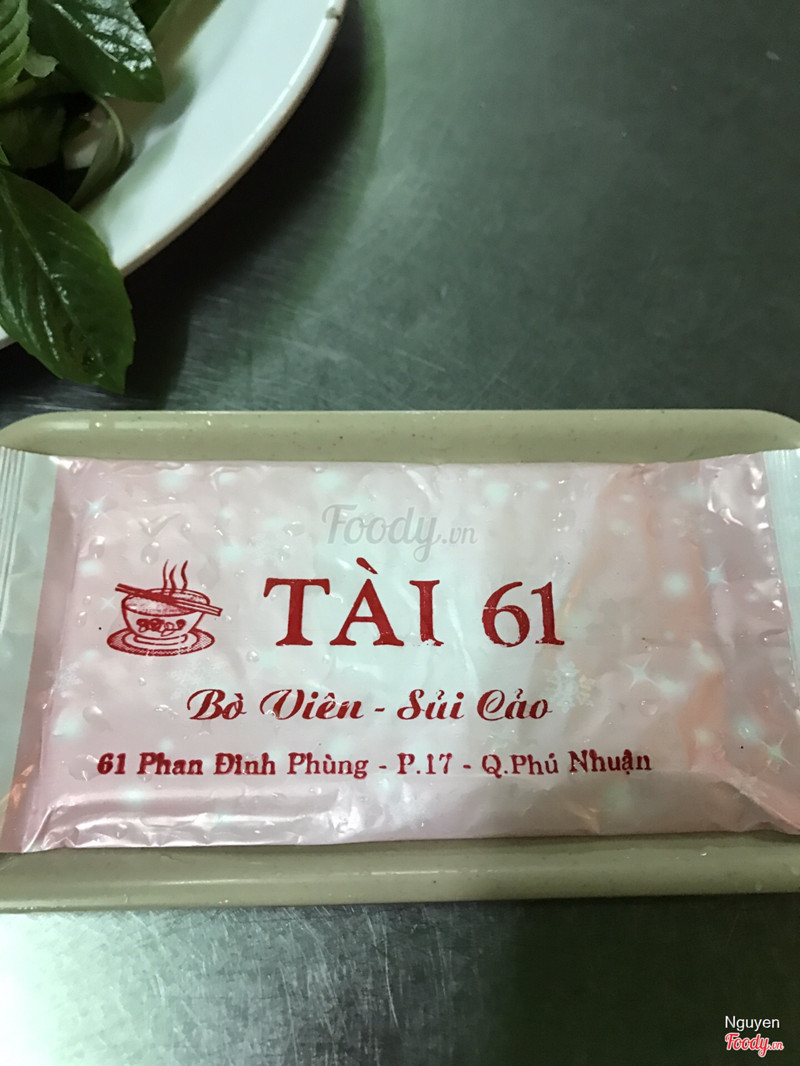 Foody.vn
TÀI 61
Bò Viên - Sủi Cảo
61 Phan Đình Phùng - P.17 - Q.Phú Nhuận
Nguyen
Foody.vn